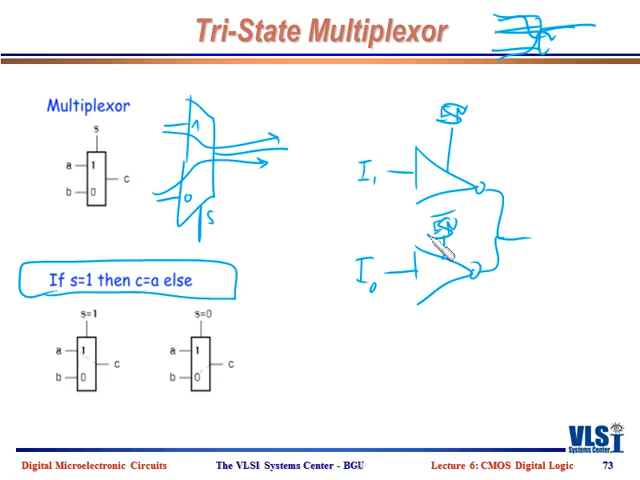 Tri-State Multiplexor
Multiplexor
s
a 1
b 0
c
1
0
S
I1
I0
If s=1 then c=a else
s=1
a 1
b 0
c
s=0
a 1
b 0
c
VLSI
Systems Center
Digital Microelectronic Circuits
The VLSI Systems Center - BGU
Lecture 6: CMOS Digital Logic
73